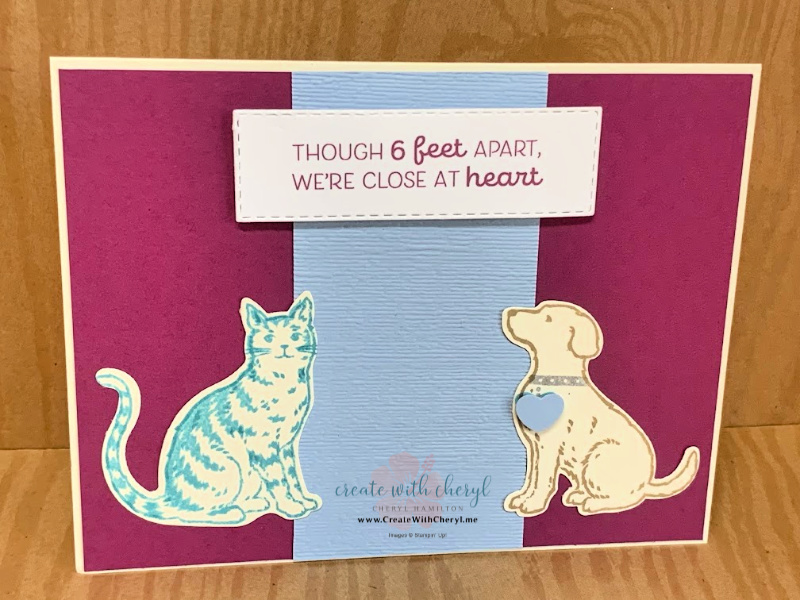 THOUGH 6 feet APART,
WE'RE CLOSE AT heart
create with cheryl
CHERYL HAMILTON
www.CreateWithCheryl.me
Images © Stampin' Up!